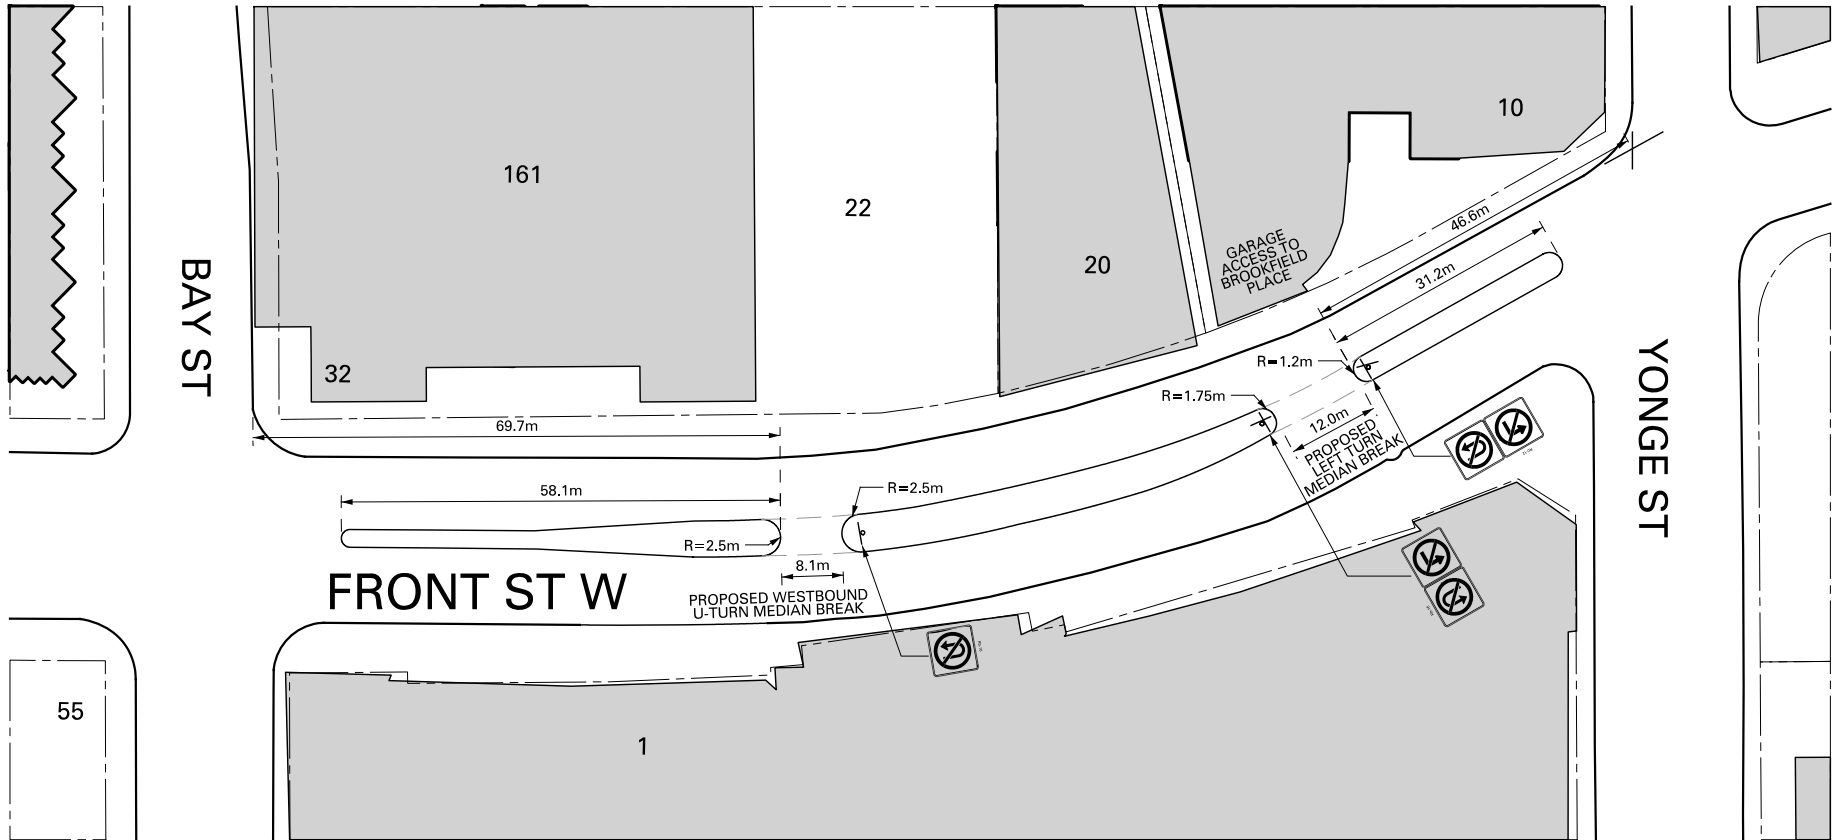 10
161
22
46.6m
BAY ST
GARAGE
ACCESS TO
BROOKFIELD
PLACE
20
31.2m
YONGE ST
R=1.2m
32
R=1.75m
69.7m
12.0m
PROPOSED
LEFT TURN
MEDIAN BREAK
58.1m
R=2.5m
R=2.5m
8.1m
FRONT ST W
PROPOSED WESTBOUND
U-TURN MEDIAN BREAK
55
1